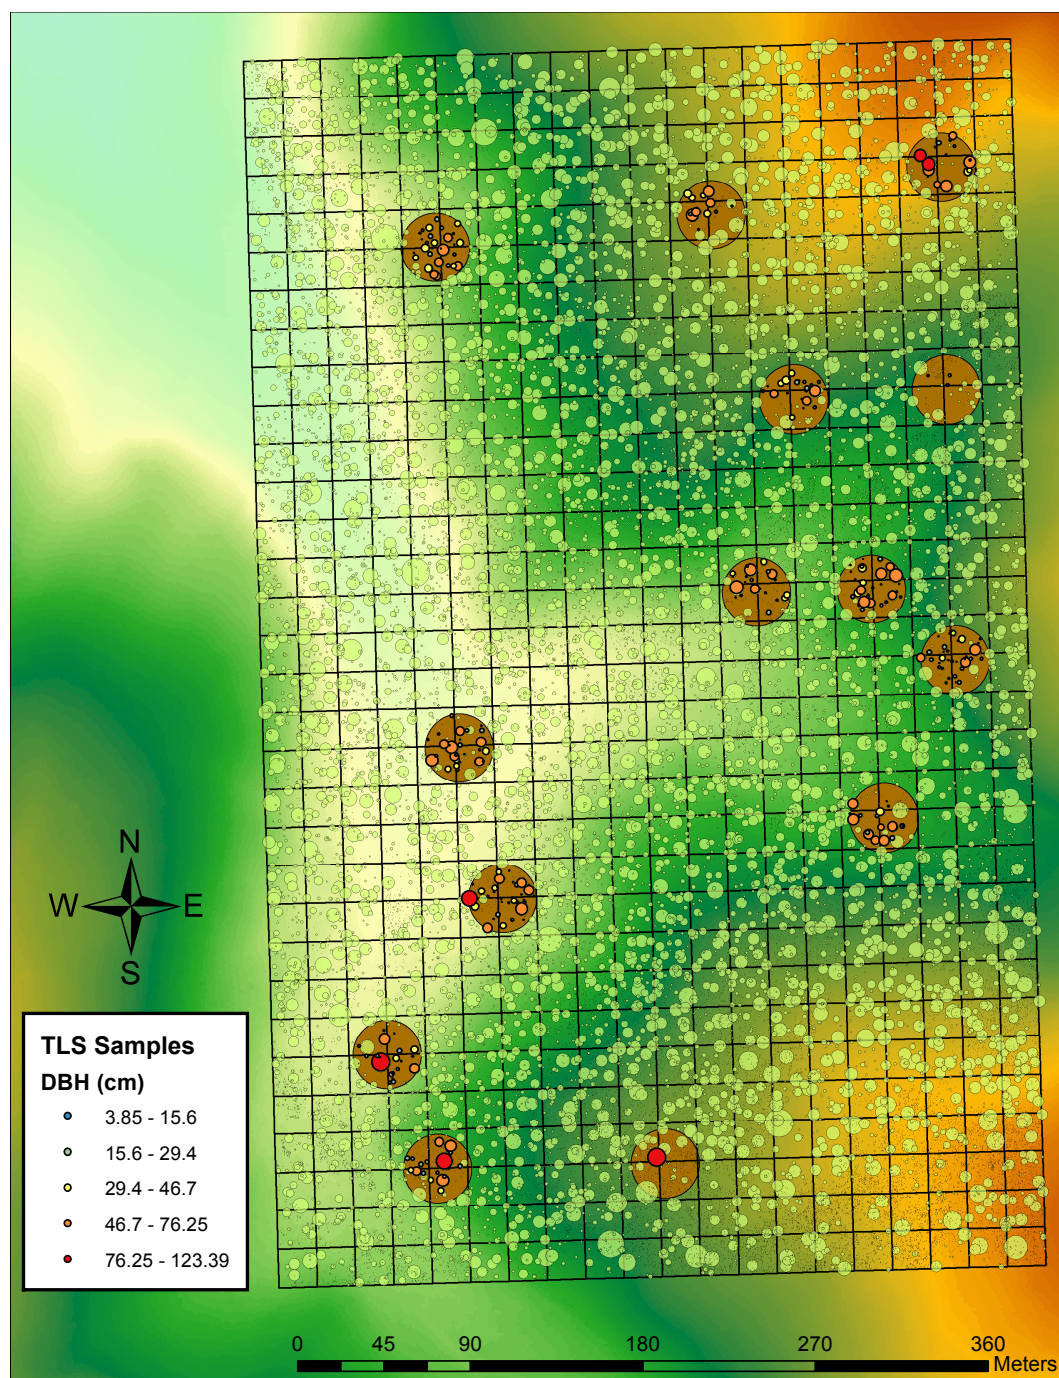 N
W E
S
TLS Samples
DBH (cm)
3.85 - 15.6
15.6 - 29.4
29.4 - 46.7
46.7 - 76.25
76.25 - 123.39
0 45 90 180 270 360
Meters